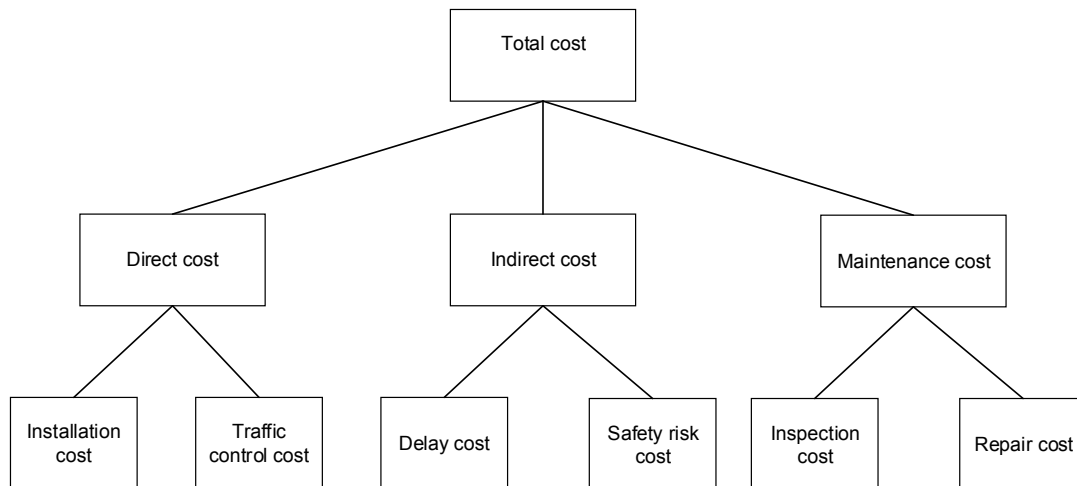 Total cost
Direct cost
Indirect cost
Maintenance cost
Installation
cost
Traffic
control cost
Delay cost
Safety risk
cost
Inspection
cost
Repair cost